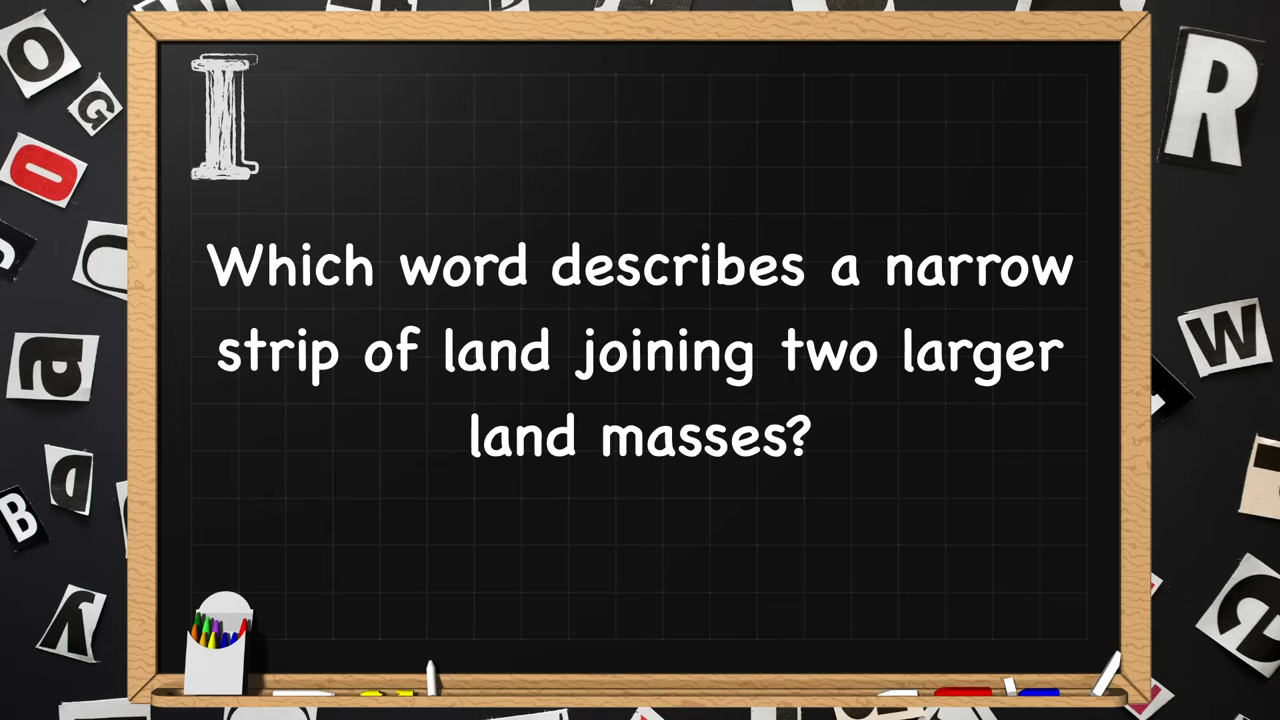 I
Which word describes a narrow
strip of land joining two larger
land masses?
O
G
O
a
D
B
R
W